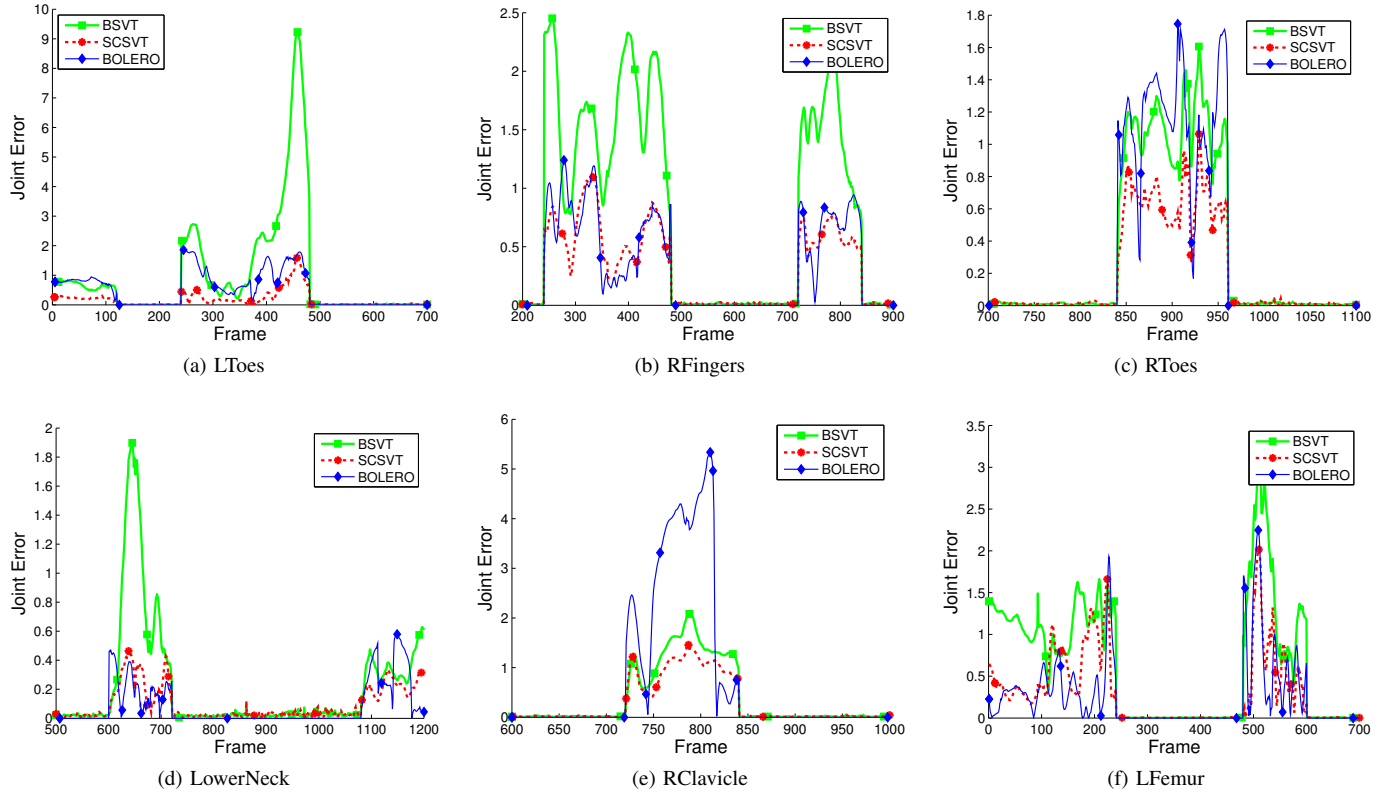 BSVT
SCSVT
BOLERO
Joint Error
10
9
8
7
6
5
4
3
2
1
0
0 100 200 300 400 500 600 700
Frame
(a) LToes
BSVT
SCSVT
BOLERO
Joint Error
2.5
2
1.5
1
0.5
0
200 300 400 500 600 700 800 900
Frame
(b) RFingers
BSVT
SCSVT
BOLERO
Joint Error
1.8
1.6
1.4
1.2
1
0.8
0.6
0.4
0.2
0
700 750 800 850 900 950 1000 1050 1100
Frame
(c) RToes
BSVT
SCSVT
BOLERO
Joint Error
2
1.8
1.6
1.4
1.2
1
0.8
0.6
0.4
0.2
0
500 600 700 800 900 1000 1100 1200
Frame
(d) LowerNeck
BSVT
SCSVT
BOLERO
Joint Error
6
5
4
3
2
1
0
600 650 700 750 800 850 900 950 1000
Frame
(e) RClavicle
BSVT
SCSVT
BOLERO
Joint Error
3.5
3
2.5
2
1.5
1
0.5
0
0 100 200 300 400 500 600 700
Frame
(f) LFemur